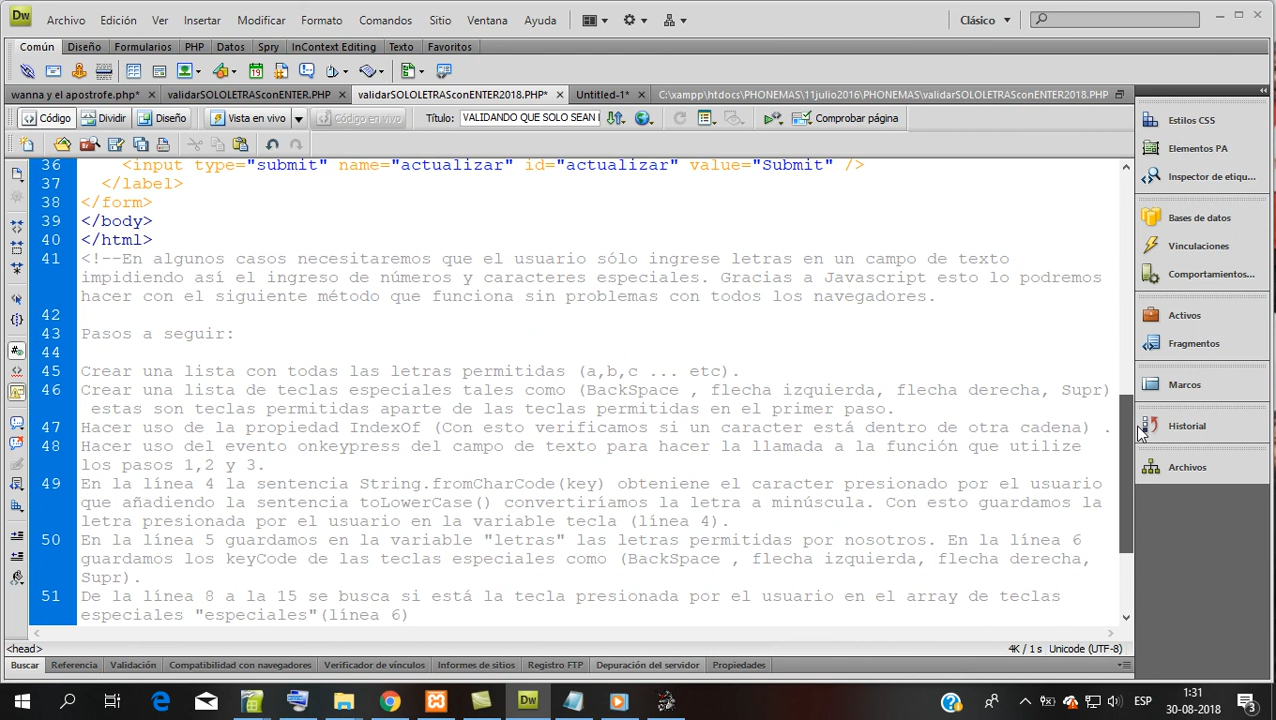 Dw Archivo Edición Ver Insertar Modificar Formato Comandos Sitio Ventana Ayuda Clásico
Común Diseño Formularios PHP Datos Spry InContext Editing Texto Favoritos
wanna y el apostrofe.php* validarSOLOLETRASconENTER.PHP validarSOLOLETRASconENTER2018.PHP* Untitled-1* C:\xampp\htdocs\PHONEMAS\11julio2016\PHONEMAS\validarSOLOLETRASconENTER2018.PHP
Código Dividir Diseño Vista en vivo Código en vivo Título: VALIDANDO QUE SOLO SEAN Comprobar página
36 <input type="submit" name="actualizar" id="actualizar" value="Submit" />
37 </label>
38 </form>
39 </body>
40 </html>
41 <!--En algunos casos necesitaremos que el usuario sólo ingrese letras en un campo de texto
impidiendo así el ingreso de números y caracteres especiales. Gracias a Javascript esto lo podremos
hacer con el siguiente método que funciona sin problemas con todos los navegadores.
42
43 Pasos a seguir:
44
45 Crear una lista con todas las letras permitidas (a,b,c ... etc).
46 Crear una lista de teclas especiales tales como (BackSpace , flecha izquierda, flecha derecha, Supr)
estas son teclas permitidas aparte de las teclas permitidas en el primer paso.
47 Hacer uso de la propiedad IndexOf (Con esto verificamos si un caracter está dentro de otra cadena) .
48 Hacer uso del evento onkeypress del campo de texto para hacer la llamada a la función que utilize
los pasos 1,2 y 3.
49 En la línea 4 la sentencia String.fromCharCode(key) obteniene el caracter presionado por el usuario
que añadiendo la sentencia toLowerCase() convertiríamos la letra a minúscula. Con esto guardamos la
letra presionada por el usuario en la variable tecla (línea 4).
50 En la línea 5 guardamos en la variable "letras" las letras permitidas por nosotros. En la línea 6
guardamos los keyCode de las teclas especiales como (BackSpace , flecha izquierda, flecha derecha,
Supr).
51 De la línea 8 a la 15 se busca si está la tecla presionada por el usuario en el array de teclas
especiales "especiales"(línea 6)
Estilos CSS
Elementos PA
Inspector de etiqu...
Bases de datos
Vinculaciones
Comportamientos...
Activos
Fragmentos
Marcos
Historial
Archivos
<head> 4K / 1 s Unicode (UTF-8)
Buscar Referencia Validación Compatibilidad con navegadores Verificador de vínculos Informes de sitios Registro FTP Depuración del servidor Propiedades
ESP 1:31
30-08-2018 3